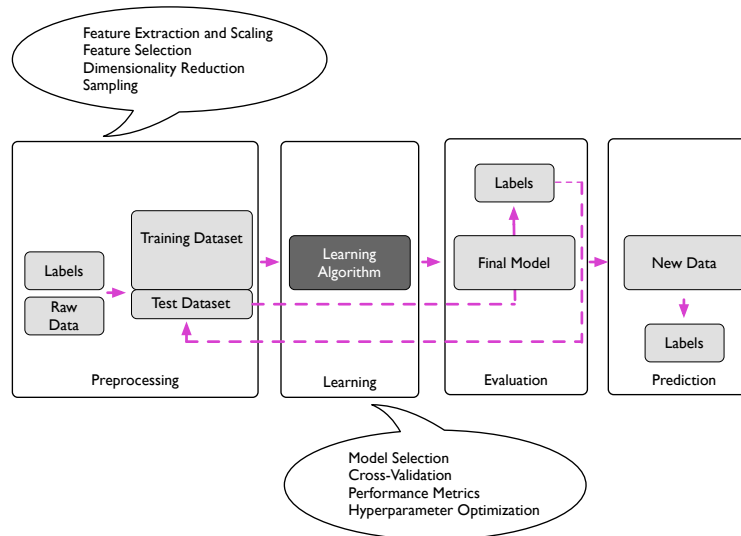 Feature Extraction and Scaling
Feature Selection
Dimensionality Reduction
Sampling
Labels
Raw
Data
Training Dataset
Test Dataset
Preprocessing
Learning
Algorithm
Learning
Labels
Final Model
Evaluation
New Data
Labels
Prediction
Model Selection
Cross-Validation
Performance Metrics
Hyperparameter Optimization